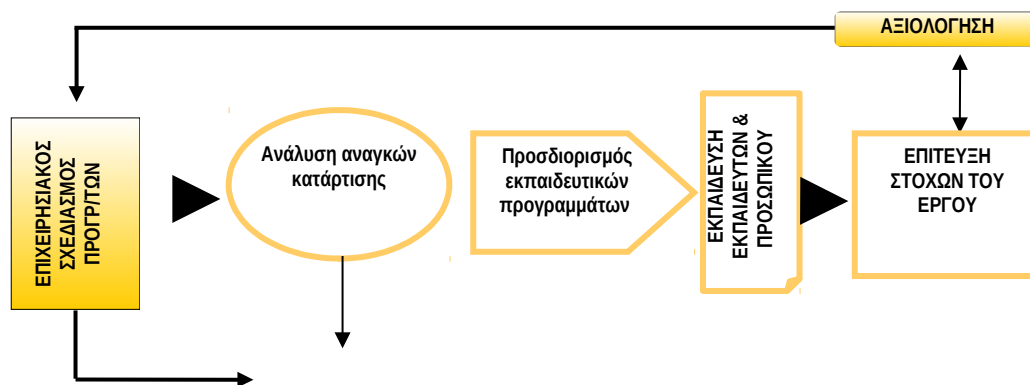 ΑΞΙΟΛΟΓΗΣΗ
ΕΠΙΧΕΙΡΗΣΙΑΚΟΣ
ΣΧΕΔΙΑΣΜΟΣ
ΠΡΟΓΡ/ΤΩΝ
Ανάλυση αναγκών
κατάρτισης
Προσδιορισμός
εκπαιδευτικών
προγραμμάτων
ΕΚΠΑΙΔΕΥΣΗ
ΕΚΠΑΙΔΕΥΤΩΝ &
ΠΡΟΣΩΠΙΚΟΥ
ΕΠΙΤΕΥΞΗ
ΣΤΟΧΩΝ ΤΟΥ
ΕΡΓΟΥ